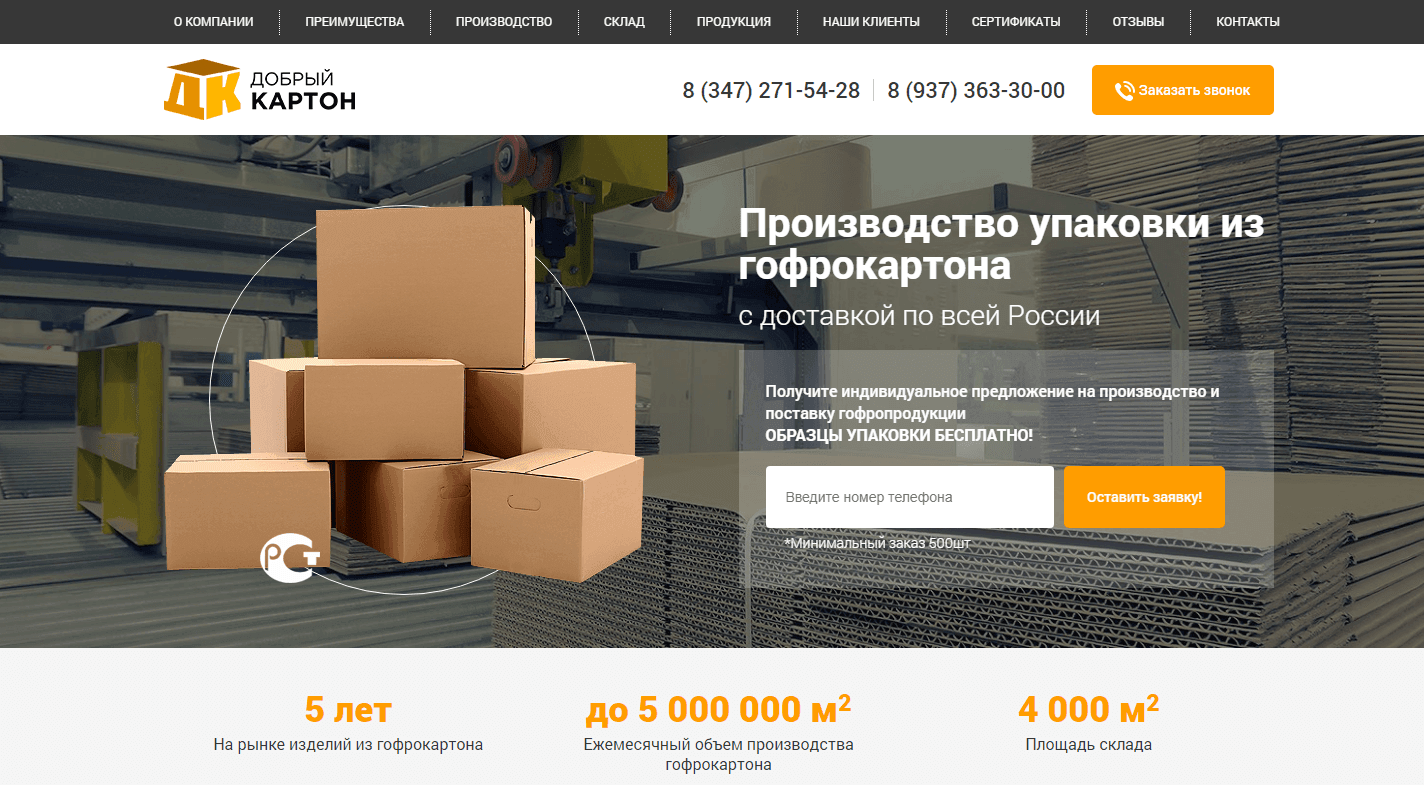 О КОМПАНИИ
ПРЕИМУЩЕСТВА
ПРОИЗВОДСТВО
СКЛАД
ПРОДУКЦИЯ
НАШИ КЛИЕНТЫ
СЕРТИФИКАТЫ
ОТЗЫВЫ
КОНТАКТЫ
ДК
ДОБРЫЙ
КАРТОН
8 (347) 271-54-28
8 (937) 363-30-00
Заказать звонок
Производство упаковки из
гофрокартона
с доставкой по всей России
Получите индивидуальное предложение на производство и
поставку гофропродукции
ОБРАЗЦЫ УПАКОВКИ БЕСПЛАТНО!
Введите номер телефона
Оставить заявку!
*Минимальный заказ 500шт
РСТ
5 лет
На рынке изделий из гофрокартона
до 5 000 000 м²
Ежемесячный объем производства
гофрокартона
4 000 м²
Площадь склада